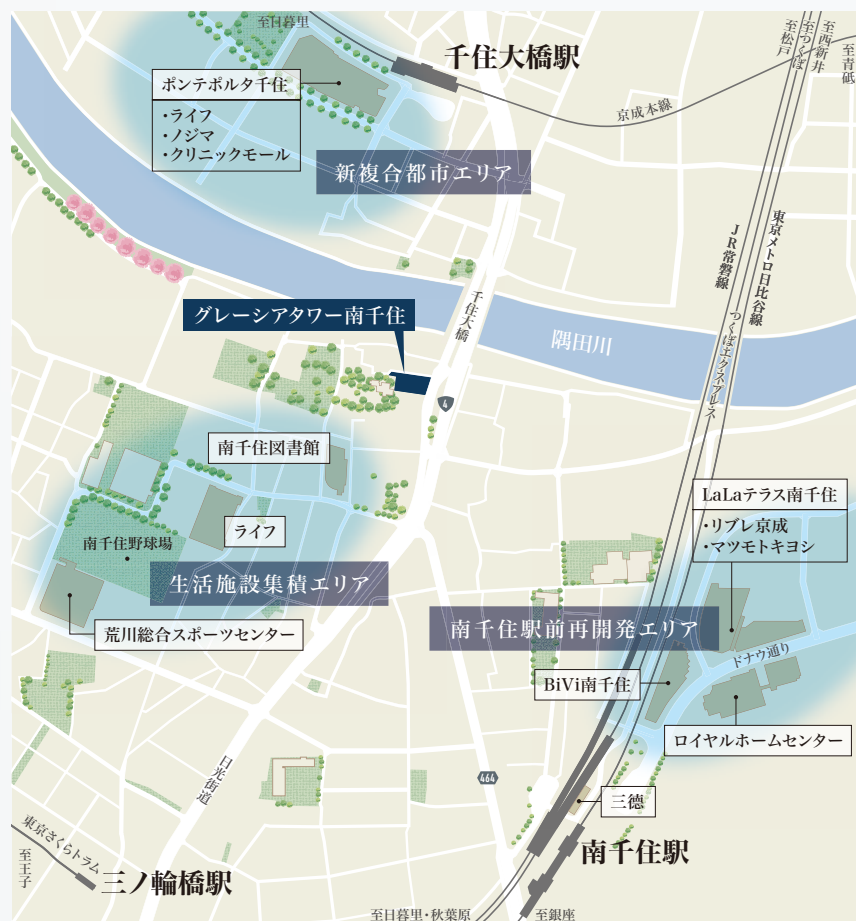 至日暮里
千住大橋駅
至西新井
至つくば
至松戸
至青砥
ポンテポルタ千住
・ライフ
・ノジマ
・クリニックモール
京成本線
新複合都市エリア
東京メトロ日比谷線
JR常磐線
つくばエクスプレス
千住大橋
グレーシアタワー南千住
隅田川
4
南千住図書館
LaLaテラス南千住
・リブレ京成
・マツモトキヨシ
ライフ
南千住野球場
生活施設集積エリア
南千住駅前再開発エリア
荒川総合スポーツセンター
ドナウ通り
BiVi南千住
ロイヤルホームセンター
日光街道
464
三徳
東京さくらトラム
至王子
三ノ輪橋駅
南千住駅
至日暮里・秋葉原
至銀座